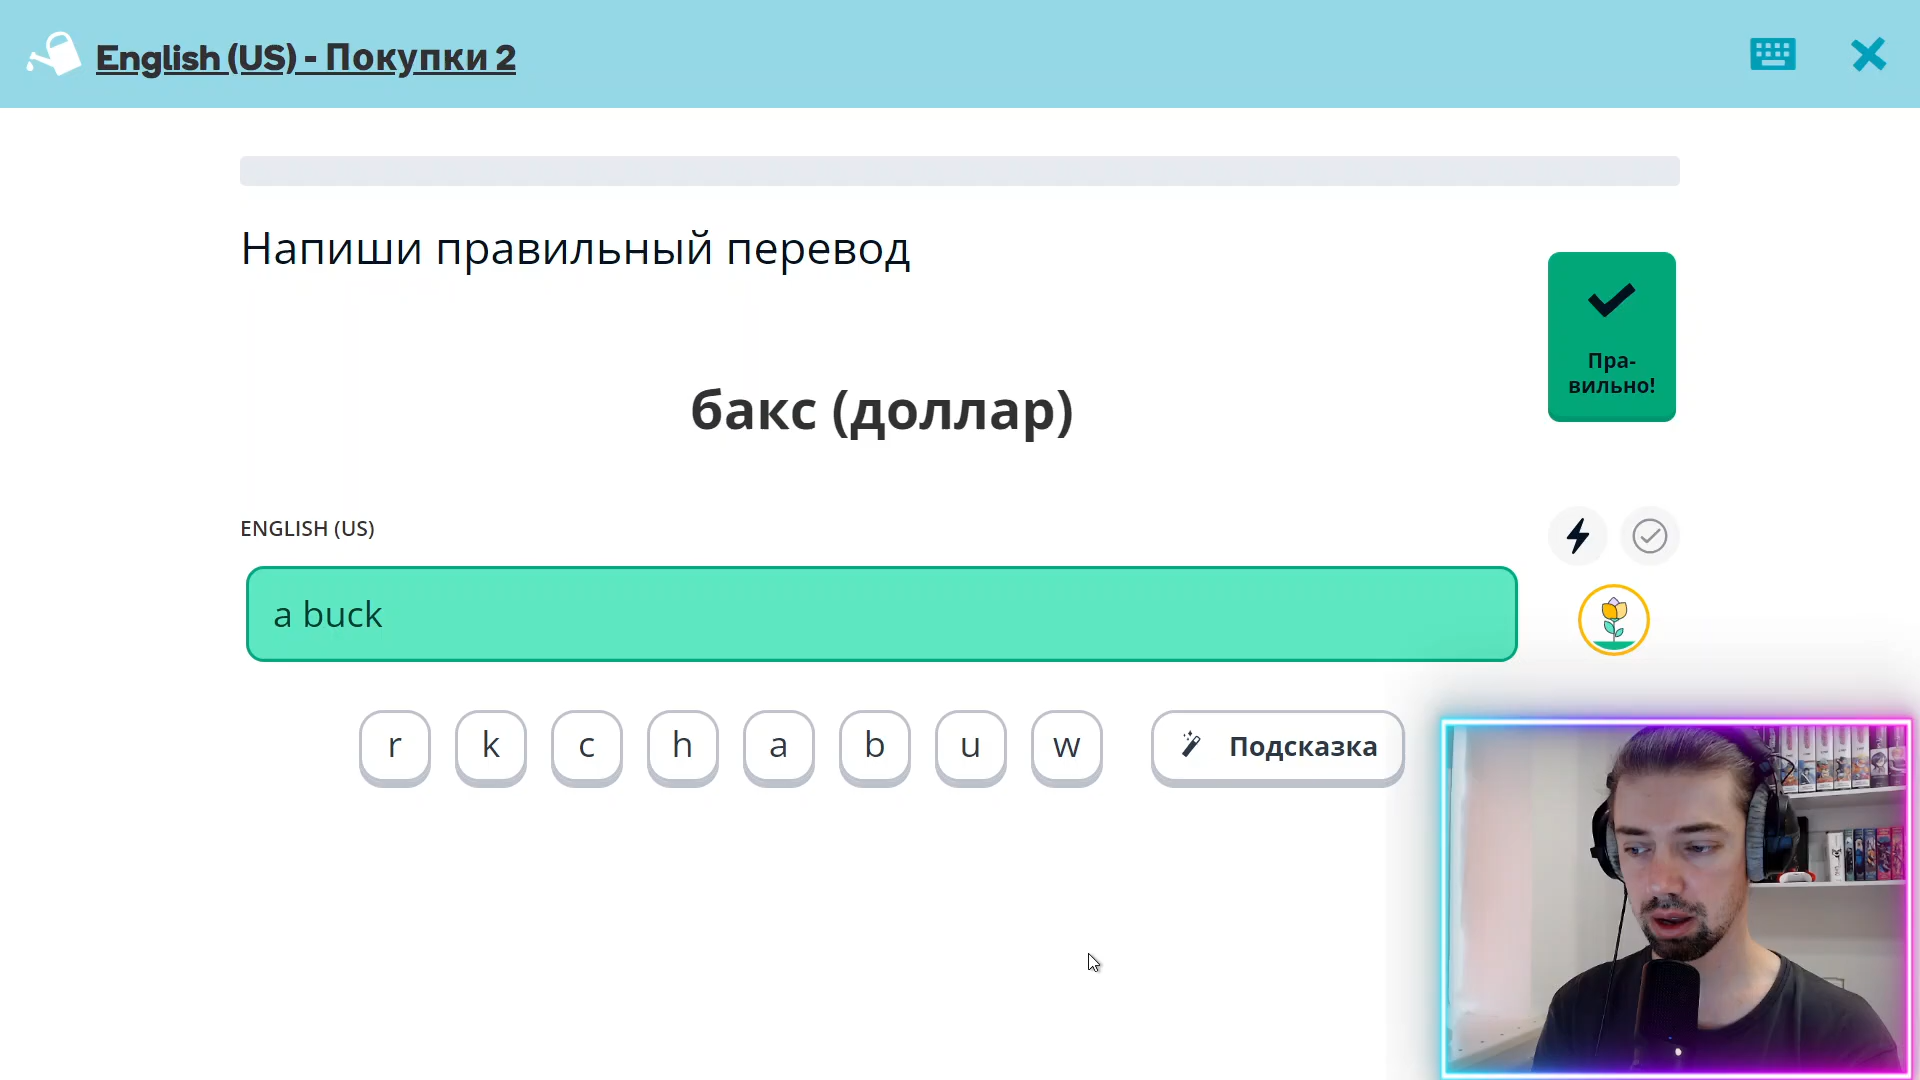 English (US) - Покупки 2
Напиши правильный перевод
Пра-
вильно!
бакс (доллар)
ENGLISH (US)
a buck
r k c h a b u w Подсказка